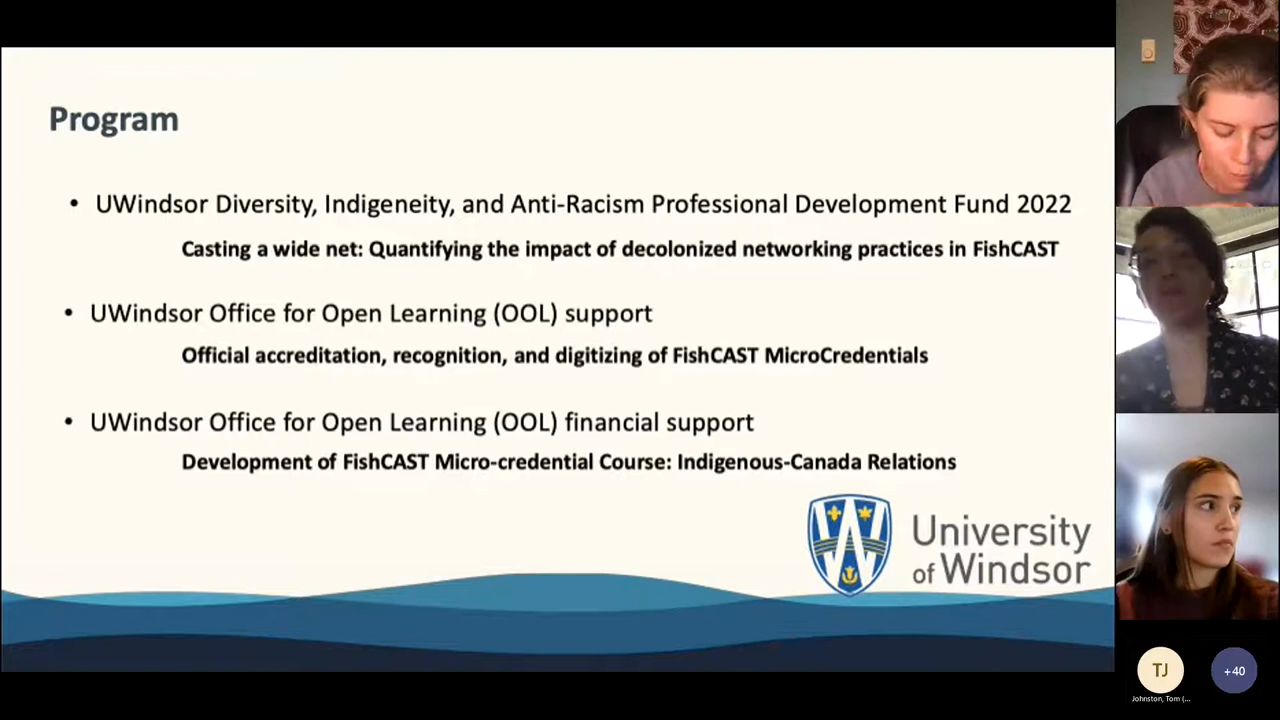 Program
• UWindsor Diversity, Indigeneity, and Anti-Racism Professional Development Fund 2022
Casting a wide net: Quantifying the impact of decolonized networking practices in FishCAST
• UWindsor Office for Open Learning (OOL) support
Official accreditation, recognition, and digitizing of FishCAST MicroCredentials
• UWindsor Office for Open Learning (OOL) financial support
Development of FishCAST Micro-credential Course: Indigenous-Canada Relations
University
of Windsor
TJ
+40
Johnston, Tom (...